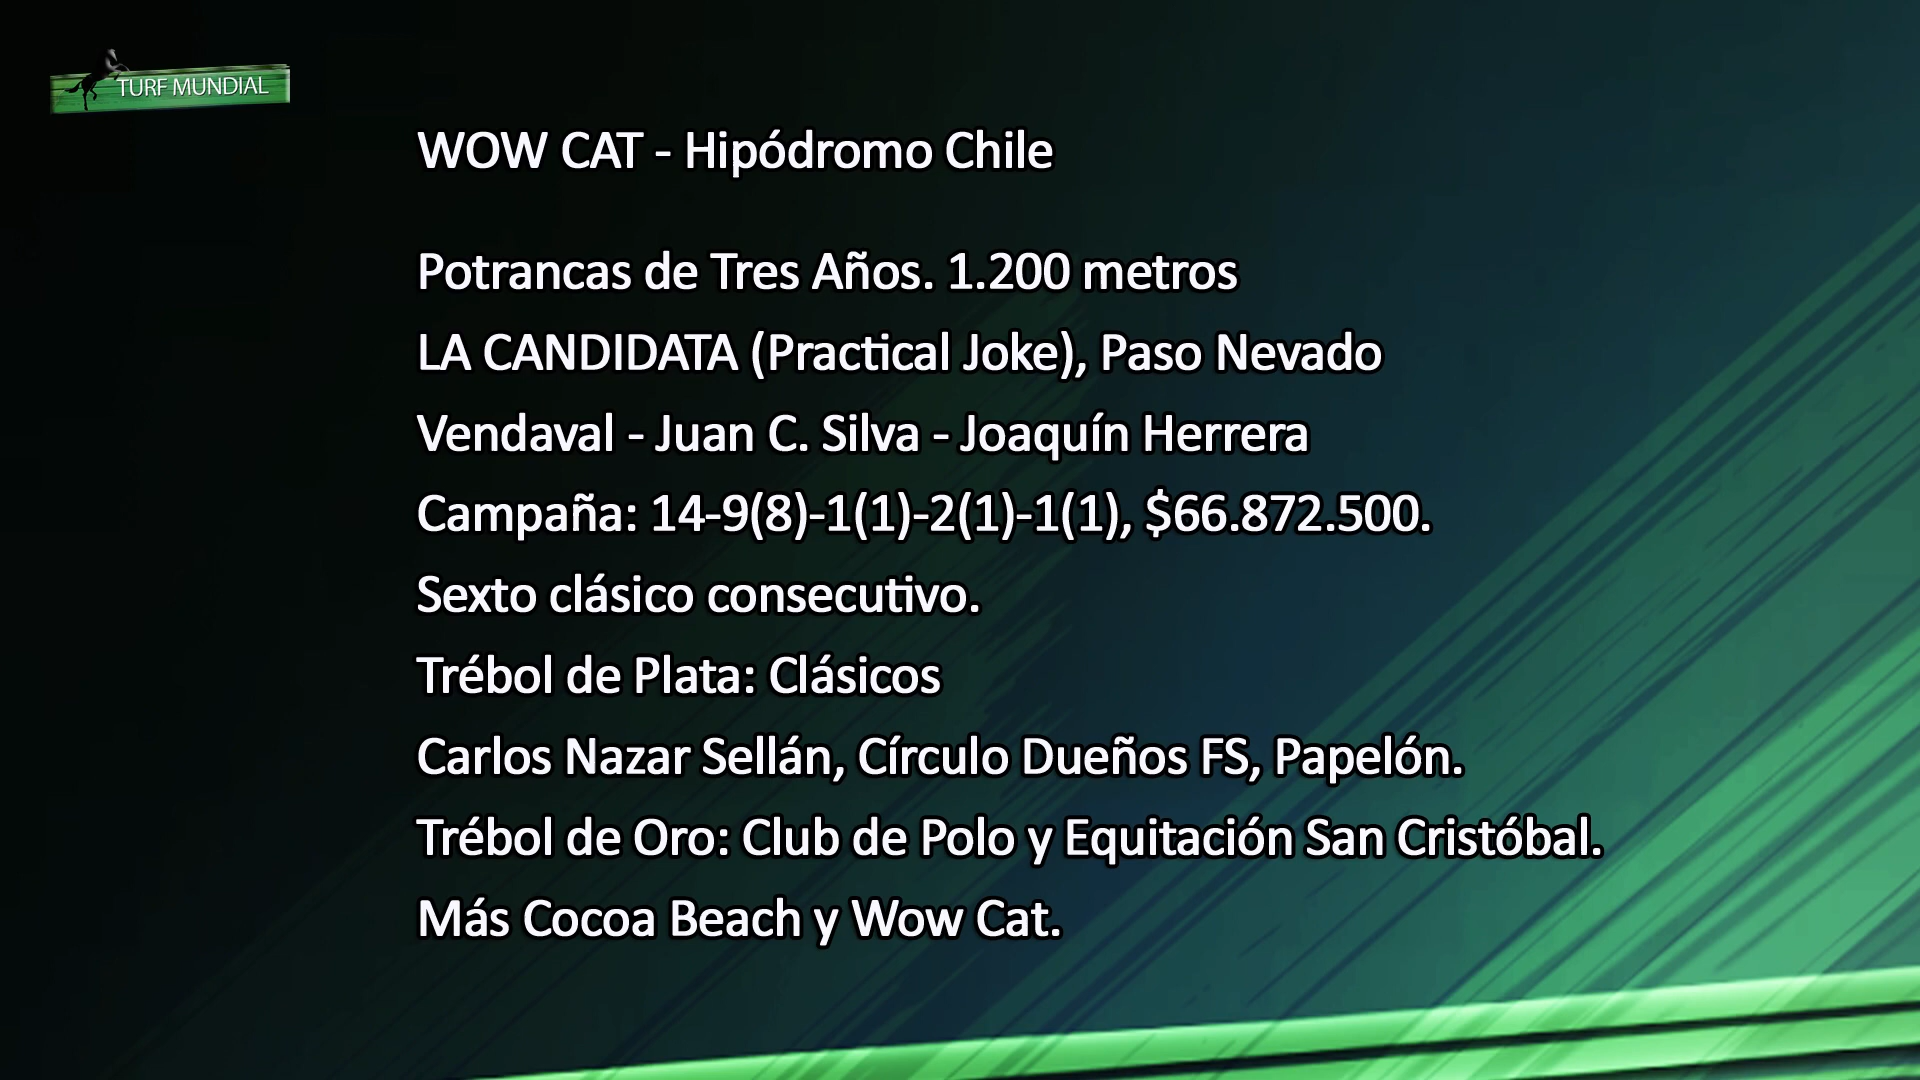 TURF MUNDIAL
WOW CAT - Hipódromo Chile
Potrancas de Tres Años. 1.200 metros
LA CANDIDATA (Practical Joke), Paso Nevado
Vendaval - Juan C. Silva - Joaquín Herrera
Campaña: 14-9(8)-1(1)-2(1)-1(1), $66.872.500.
Sexto clásico consecutivo.
Trébol de Plata: Clásicos
Carlos Nazar Sellán, Círculo Dueños FS, Papelón.
Trébol de Oro: Club de Polo y Equitación San Cristóbal.
Más Cocoa Beach y Wow Cat.